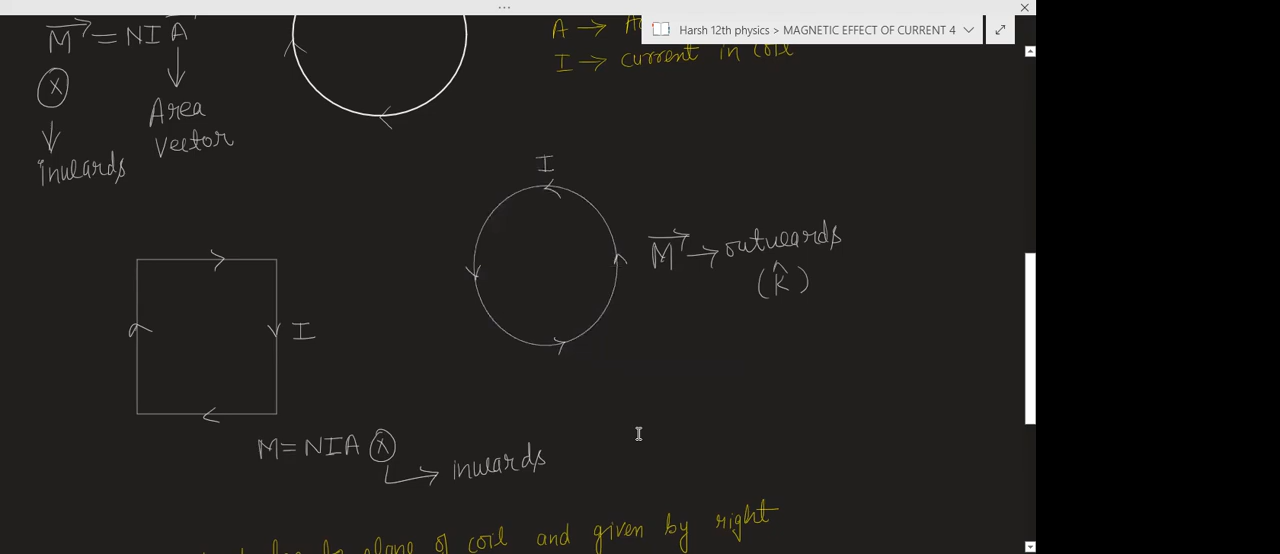 M = NIA
A →
Harsh 12th physics > MAGNETIC EFFECT OF CURRENT 4
I → current in coil
X
Area
vector
inwards
I
M → outwards
(k̂)
I
M = NIA X
→ inwards
plane of coil and given by right